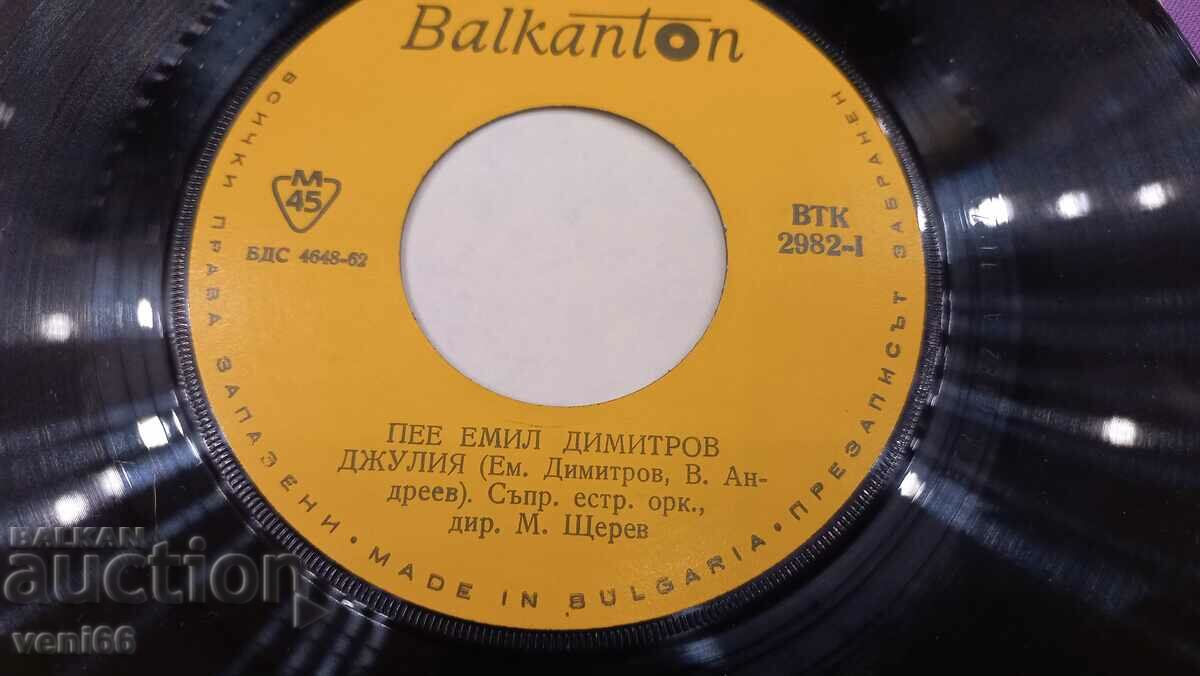 Balkanton
ВСИЧКИ ПРАВА ЗАПАЗЕНИ · MADE IN BULGARIA · ПРЕЗАПИСЪТ ЗАБРАНЕН
M
45
БДС 4648-62
ВТК
2982-I
ПЕЕ ЕМИЛ ДИМИТРОВ
ДЖУЛИЯ (Ем. Димитров, В. Ан-
дреев). Съпр. естр. орк.,
дир. М. Щерев
BALKAN
auction
veni66